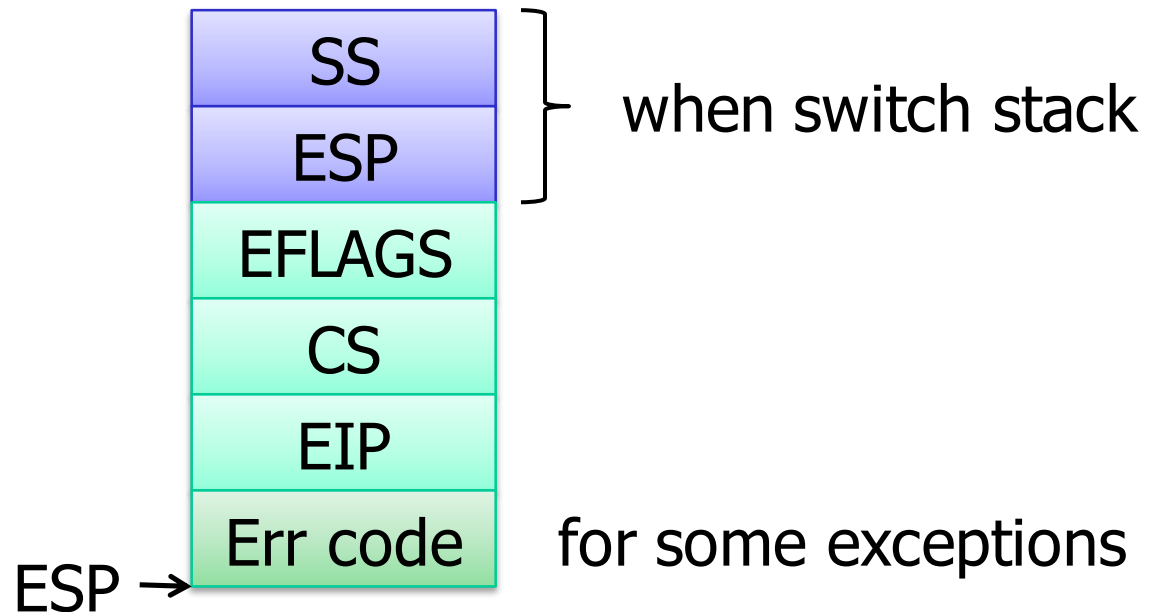 SS
ESP
when switch stack
EFLAGS
CS
EIP
Err code
for some exceptions
ESP